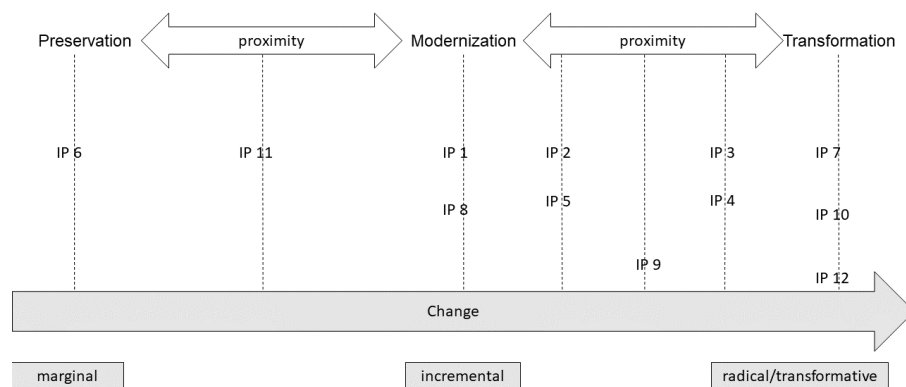 Preservation proximity Modernization proximity Transformation
IP 6 IP 11 IP 1 IP 2 IP 3 IP 7
IP 8 IP 5 IP 4 IP 10
IP 9 IP 12
Change
marginal incremental radical/transformative